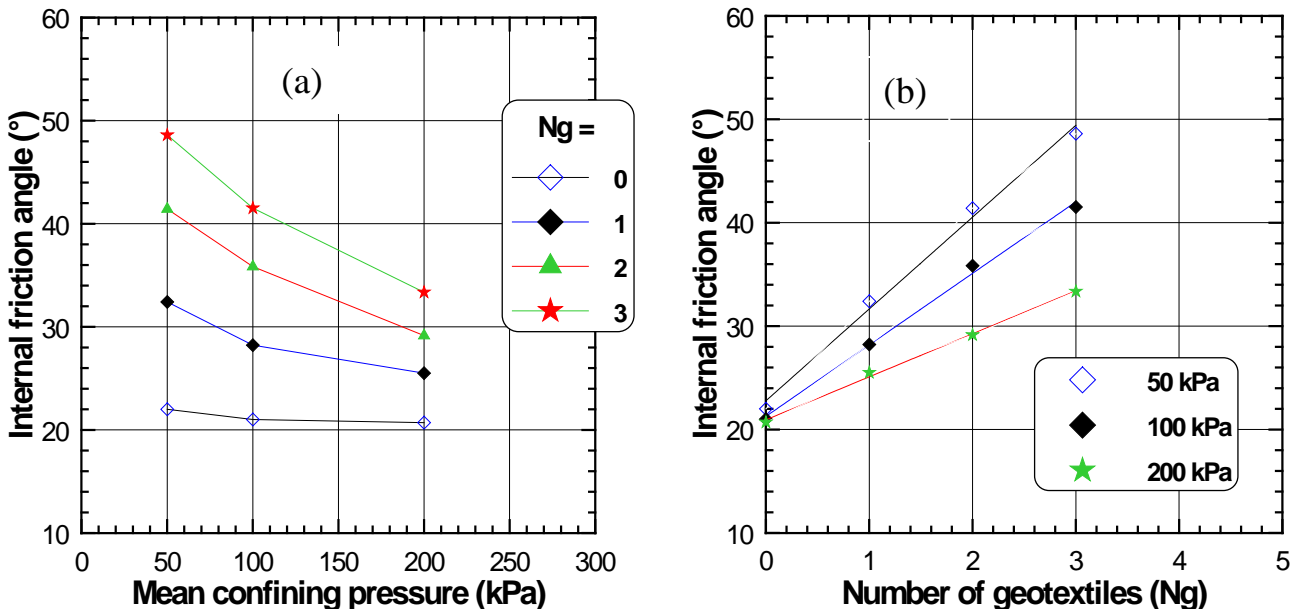 60
50
40
30
20
10
Internal friction angle (°)
(a)
Ng =
0
1
2
3
0 50 100 150 200 250 300
Mean confining pressure (kPa)
60
50
40
30
20
10
Internal friction angle (°)
(b)
50 kPa
100 kPa
200 kPa
0 1 2 3 4 5
Number of geotextiles (Ng)